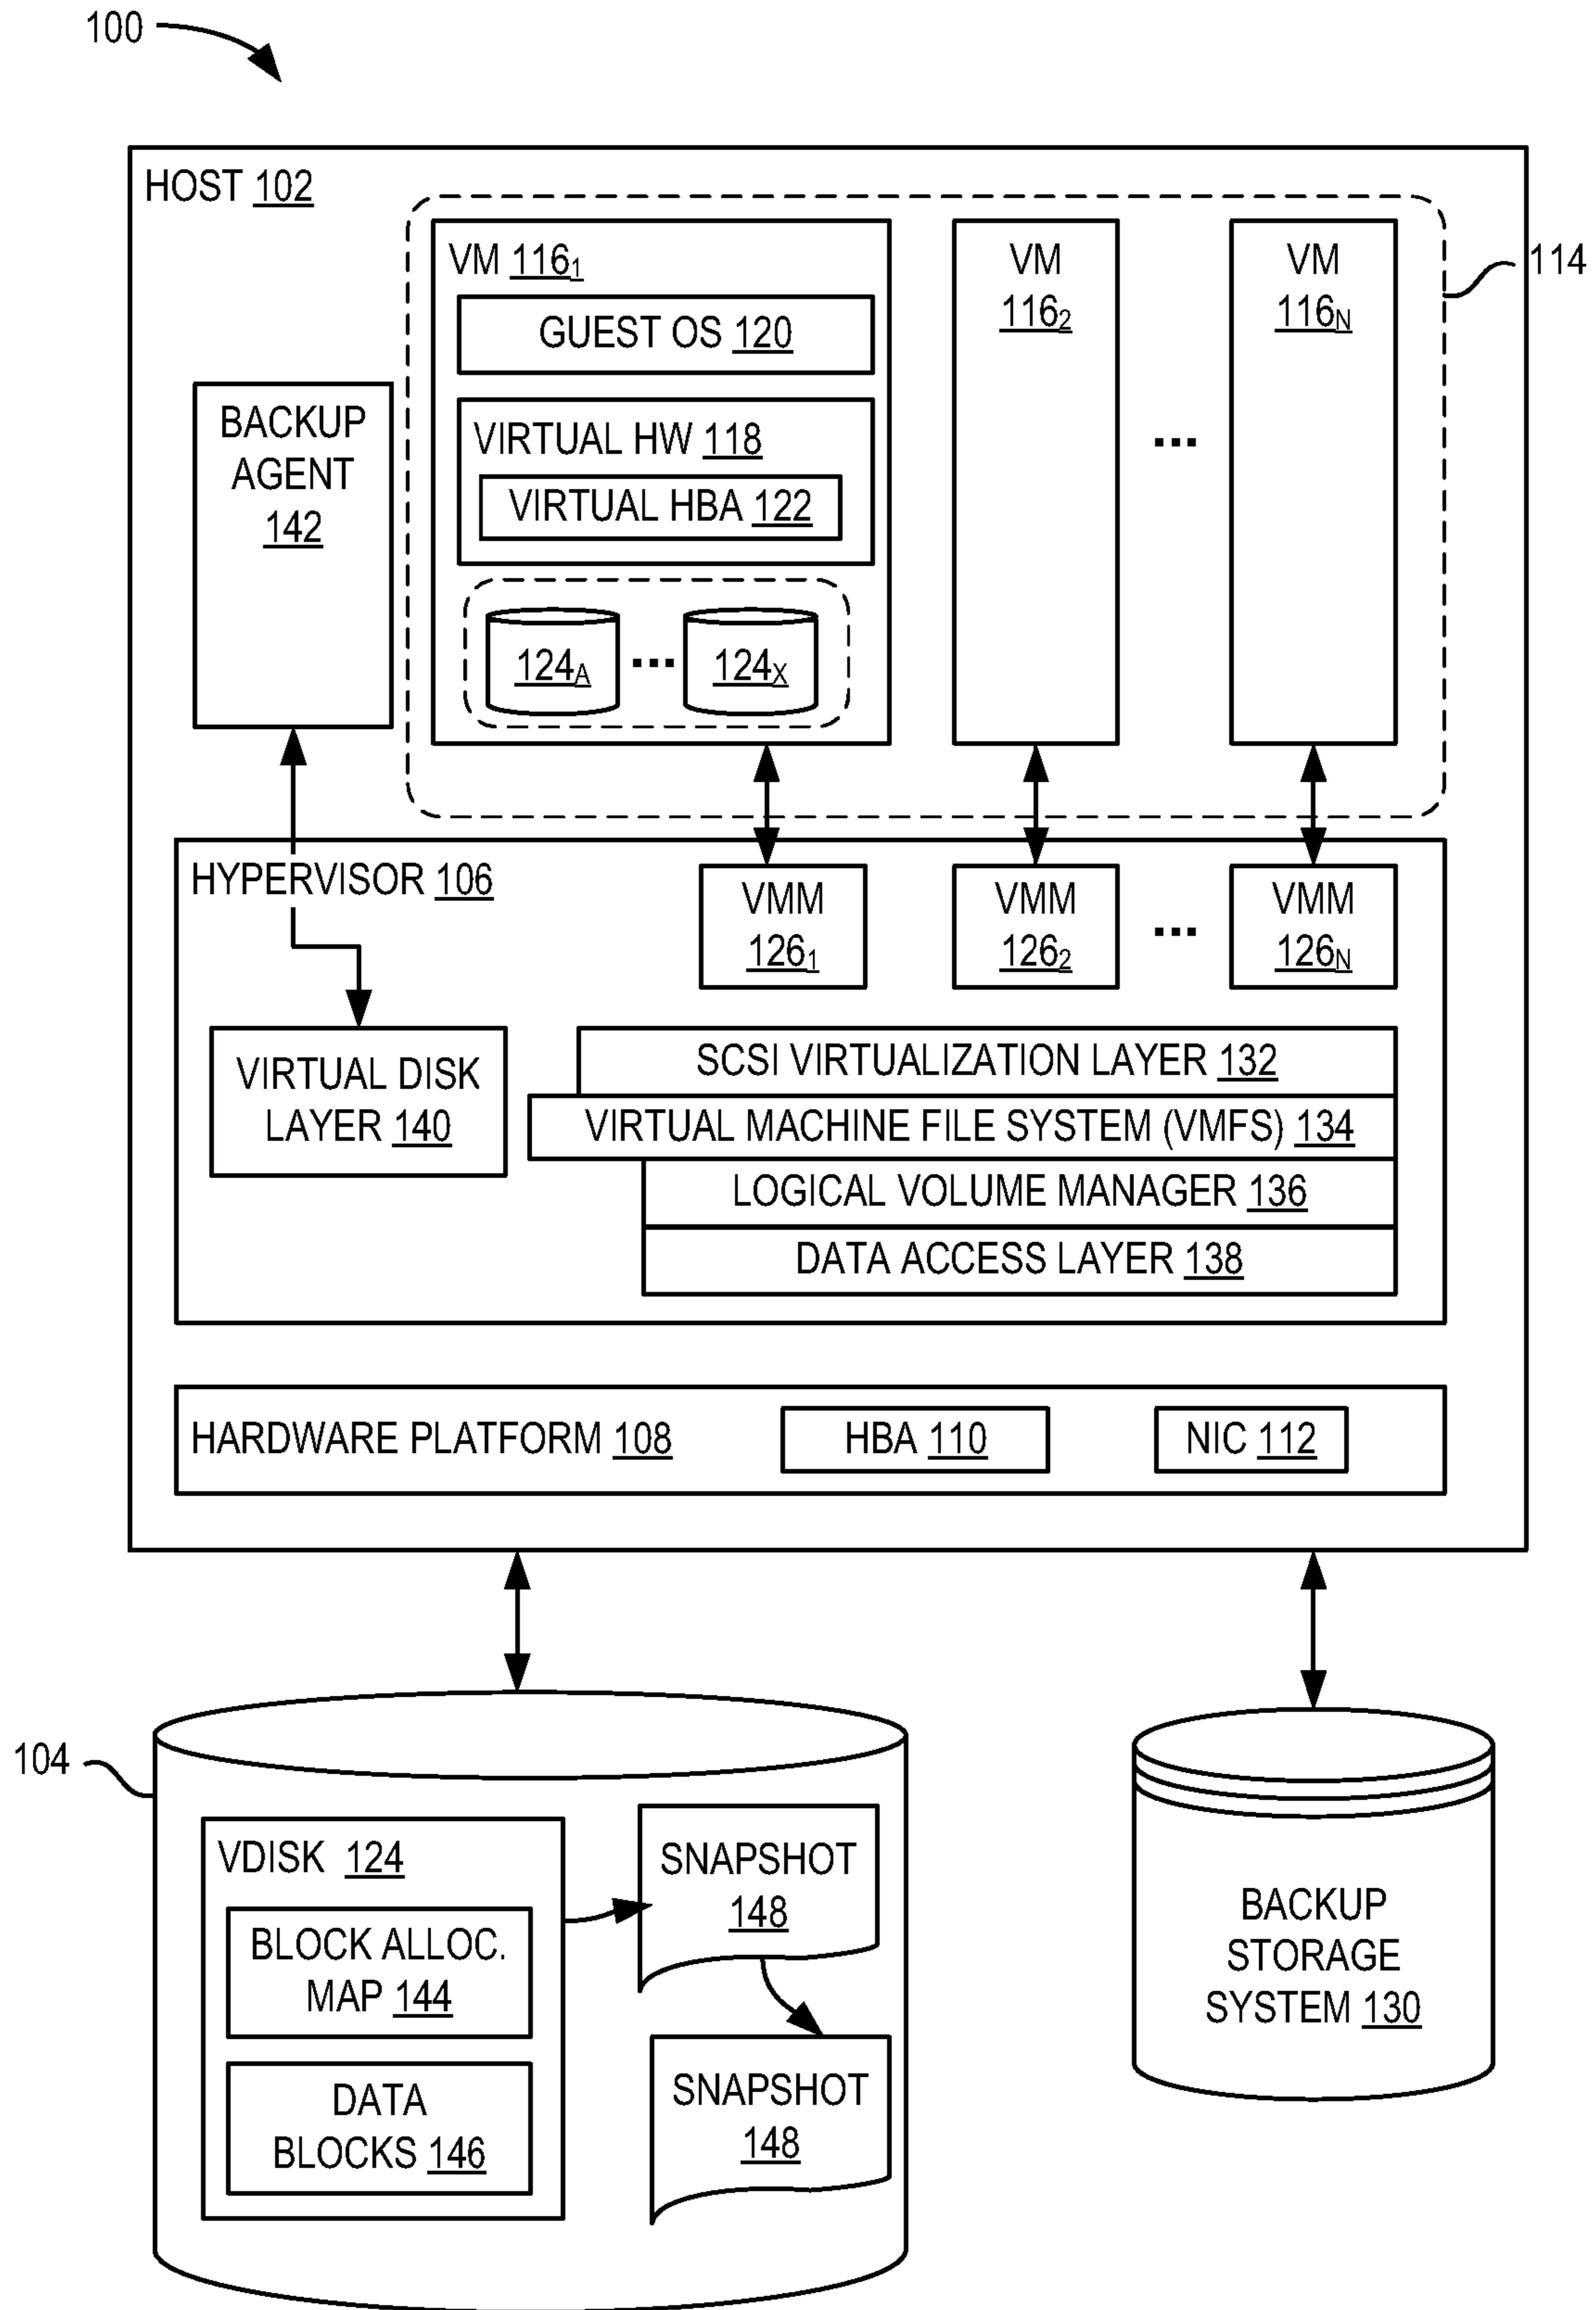 100
HOST 102
114
VM 116₁
GUEST OS 120
VIRTUAL HW 118
VIRTUAL HBA 122
124A
...
124X
VM
116₂
...
VM
116N
BACKUP
AGENT
142
HYPERVISOR 106
VMM
126₁
VMM
126₂
...
VMM
126N
VIRTUAL DISK
LAYER 140
SCSI VIRTUALIZATION LAYER 132
VIRTUAL MACHINE FILE SYSTEM (VMFS) 134
LOGICAL VOLUME MANAGER 136
DATA ACCESS LAYER 138
HARDWARE PLATFORM 108
HBA 110
NIC 112
104
VDISK 124
BLOCK ALLOC.
MAP 144
DATA
BLOCKS 146
SNAPSHOT
148
SNAPSHOT
148
BACKUP
STORAGE
SYSTEM 130